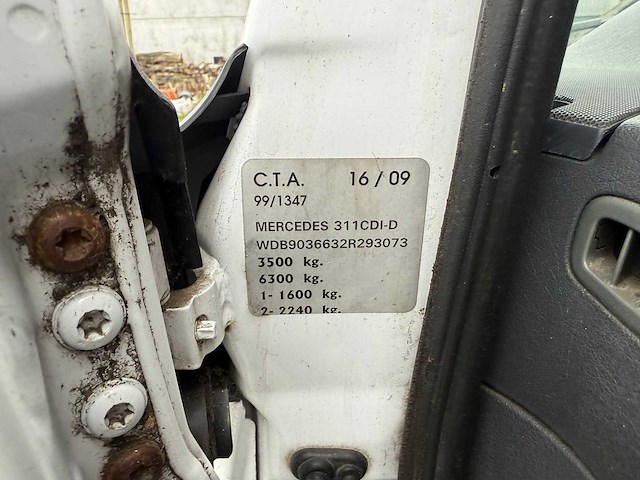 C.T.A. 16/09
99/1347
MERCEDES 311CDI-D
WDB9036632R293073
3500 kg.
6300 kg.
1- 1600 kg.
2- 2240 kg.